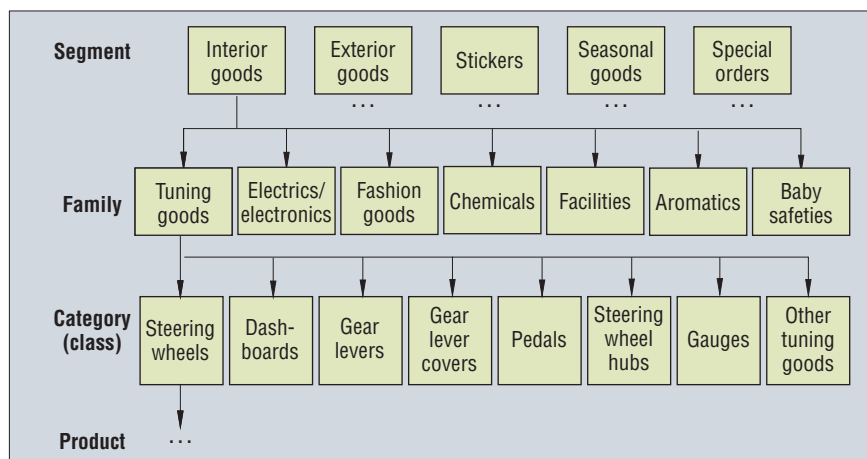 Segment
Interior
goods
Exterior
goods
Stickers
Seasonal
goods
Special
orders
...
...
...
...
Family
Tuning
goods
Electrics/
electronics
Fashion
goods
Chemicals
Facilities
Aromatics
Baby
safeties
Category
(class)
Steering
wheels
Dash-
boards
Gear
levers
Gear
lever
covers
Pedals
Steering
wheel
hubs
Gauges
Other
tuning
goods
Product
...